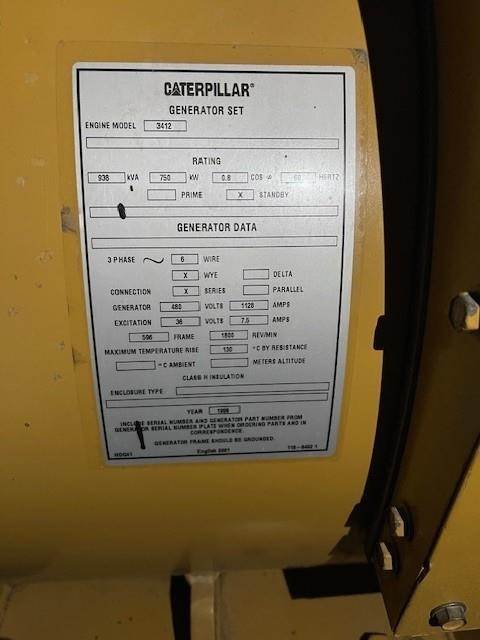 CATERPILLAR®
GENERATOR SET
ENGINE MODEL 3412
RATING
938 kVA 750 kW 0.8 COS ø 60 HERTZ
PRIME X STANDBY
GENERATOR DATA
3 PHASE 6 WIRE
X WYE DELTA
CONNECTION X SERIES PARALLEL
GENERATOR 480 VOLTS 1128 AMPS
EXCITATION 36 VOLTS 7.5 AMPS
596 FRAME 1800 REV/MIN
MAXIMUM TEMPERATURE RISE 130 °C BY RESISTANCE
°C AMBIENT METERS ALTITUDE
CLASS H INSULATION
ENCLOSURE TYPE
YEAR
INCLUDE SERIAL NUMBER AND GENERATOR PART NUMBER FROM
GENERATOR SERIAL NUMBER PLATE WHEN ORDERING PARTS AND IN
CORRESPONDENCE.
GENERATOR FRAME SHOULD BE GROUNDED.
English